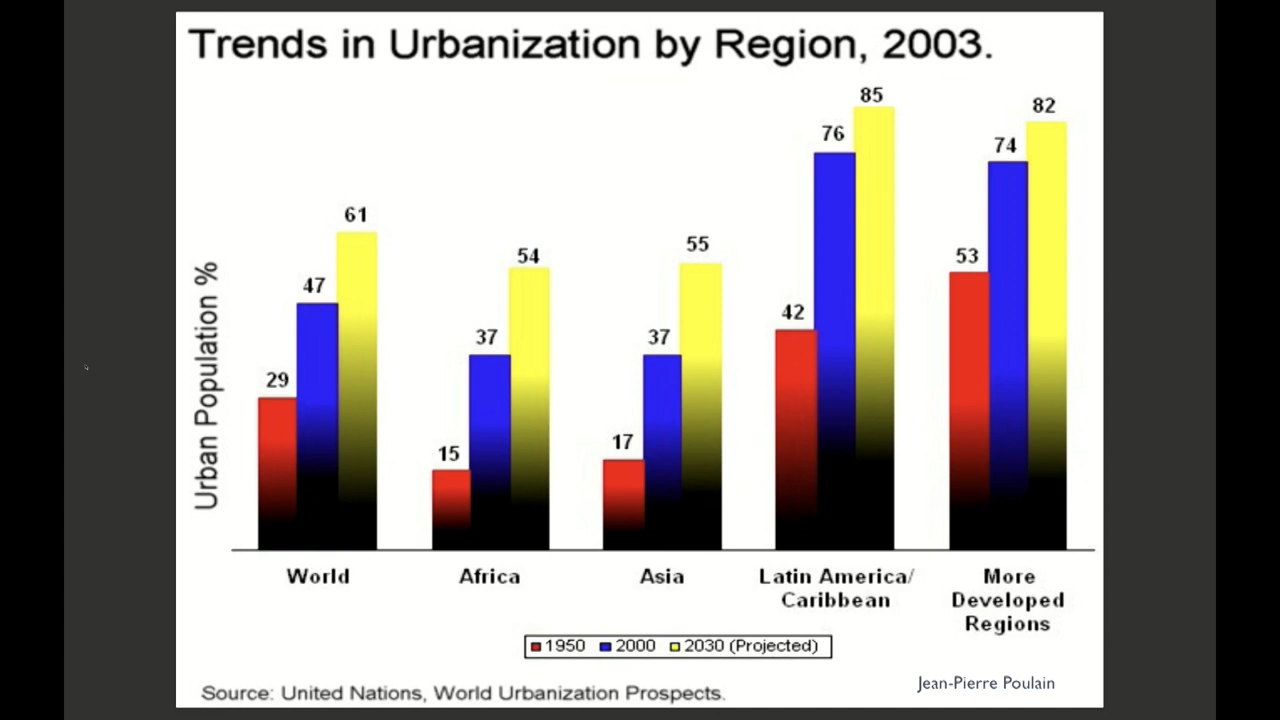 Trends in Urbanization by Region, 2003.
Urban Population %
29
47
61
15
37
54
17
37
55
42
76
85
53
74
82
World
Africa
Asia
Latin America/
Caribbean
More
Developed
Regions
1950 2000 2030 (Projected)
Source: United Nations, World Urbanization Prospects.
Jean-Pierre Poulain